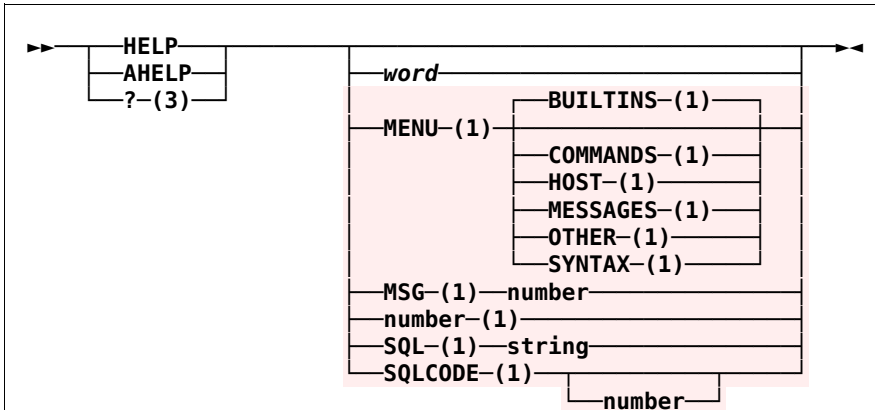 ►►──┬──HELP───┬─────────┬──────────────────────────────┬──►◄
├──AHELP──┤ ├──word────────────────────────┤
└──?─(3)──┘ │ ┌──BUILTINS─(1)──┐ │
├──MENU─(1)─┼────────────────┼─┤
├──COMMANDS─(1)──┤
├──HOST─(1)──────┤
├──MESSAGES─(1)──┤
├──OTHER─(1)─────┤
└──SYNTAX─(1)────┘
├──MSG─(1)──number─────────────┤
├──number─(1)──────────────────┤
├──SQL─(1)──string─────────────┤
└──SQLCODE─(1)──┬──────────┬───┘
└──number──┘